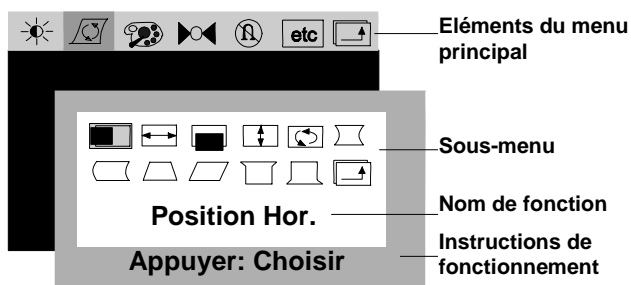 etc
Eléments du menu
principal
Sous-menu
Position Hor.
Nom de fonction
Appuyer: Choisir
Instructions de
fonctionnement